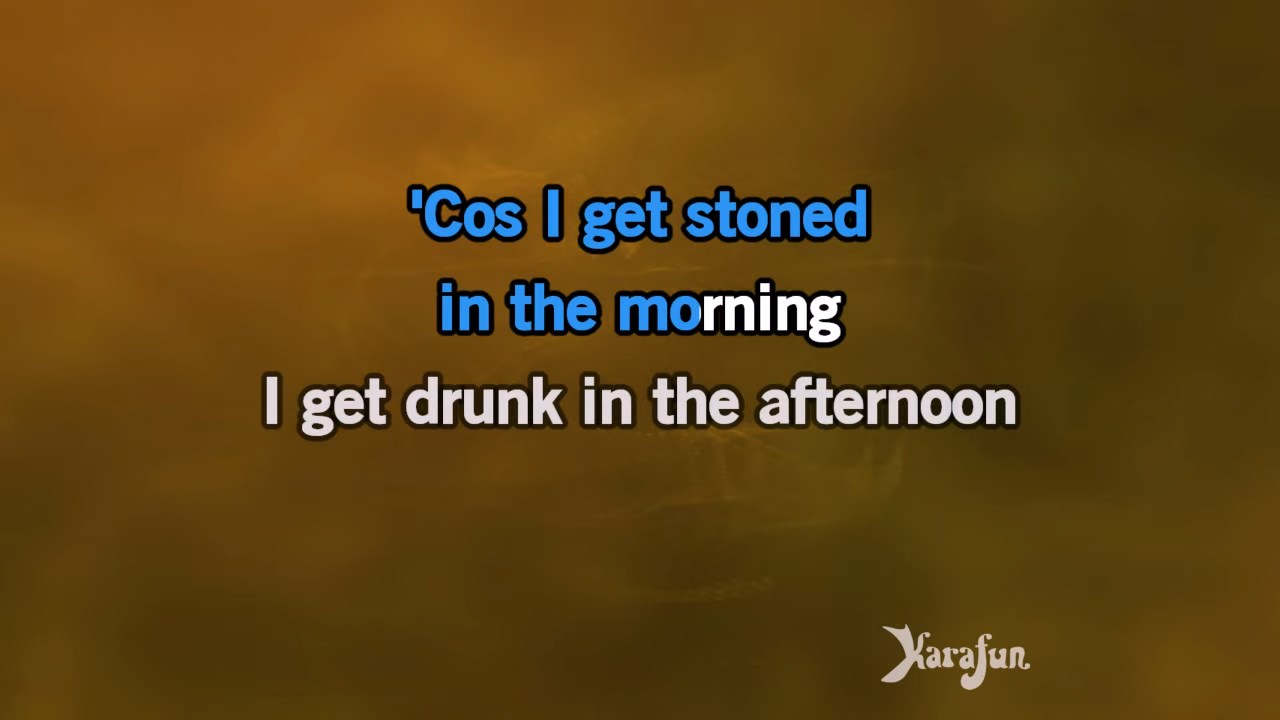 'Cos I get stoned
in the morning
I get drunk in the afternoon
Karafun